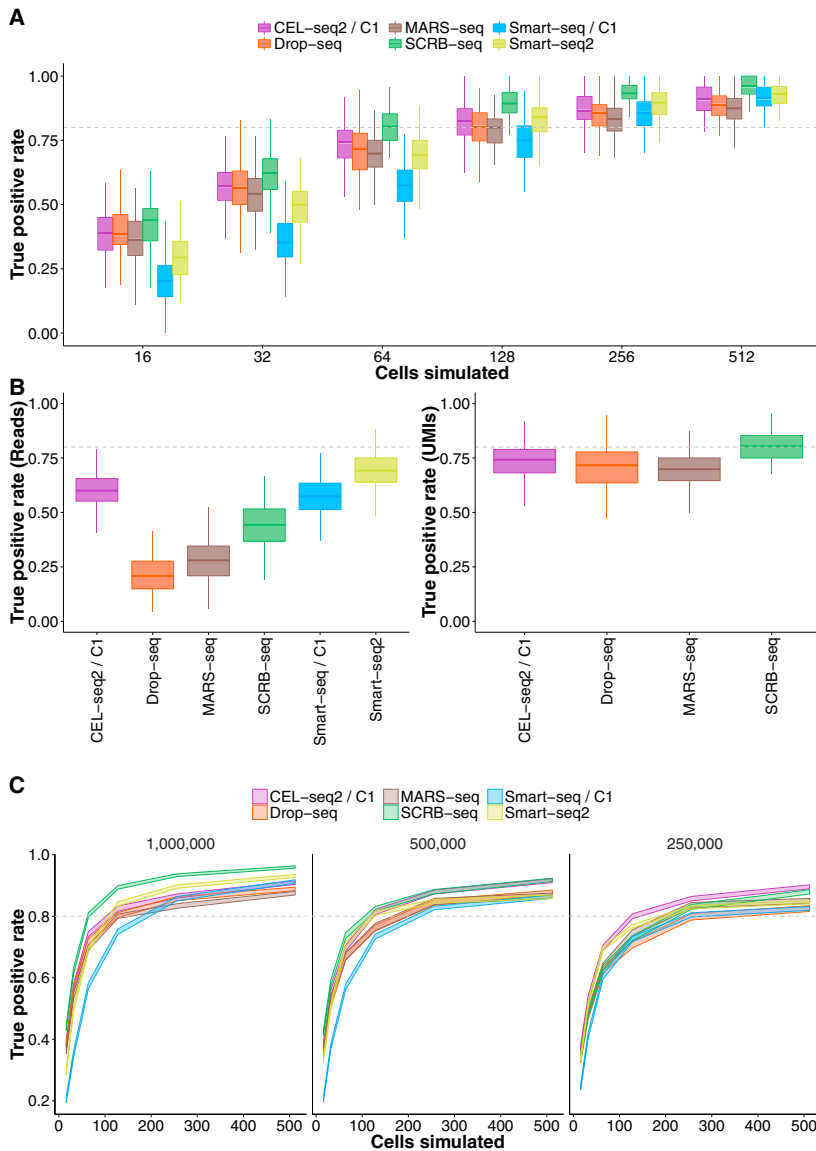 A
CEL−seq2 / C1 MARS−seq Smart−seq / C1
Drop−seq SCRB−seq Smart−seq2
True positive rate
1.00
0.75
0.50
0.25
0.00
16 32 64 128 256 512
Cells simulated
B
True positive rate (Reads)
1.00
0.75
0.50
0.25
0.00
CEL−seq2 / C1
Drop−seq
MARS−seq
SCRB−seq
Smart−seq / C1
Smart−seq2
True positive rate (UMIs)
1.00
0.75
0.50
0.25
0.00
CEL−seq2 / C1
Drop−seq
MARS−seq
SCRB−seq
C
CEL−seq2 / C1 MARS−seq Smart−seq / C1
Drop−seq SCRB−seq Smart−seq2
1,000,000 500,000 250,000
True positive rate
1.0
0.8
0.6
0.4
0.2
0 100 200 300 400 500 0 100 200 300 400 500 0 100 200 300 400 500
Cells simulated